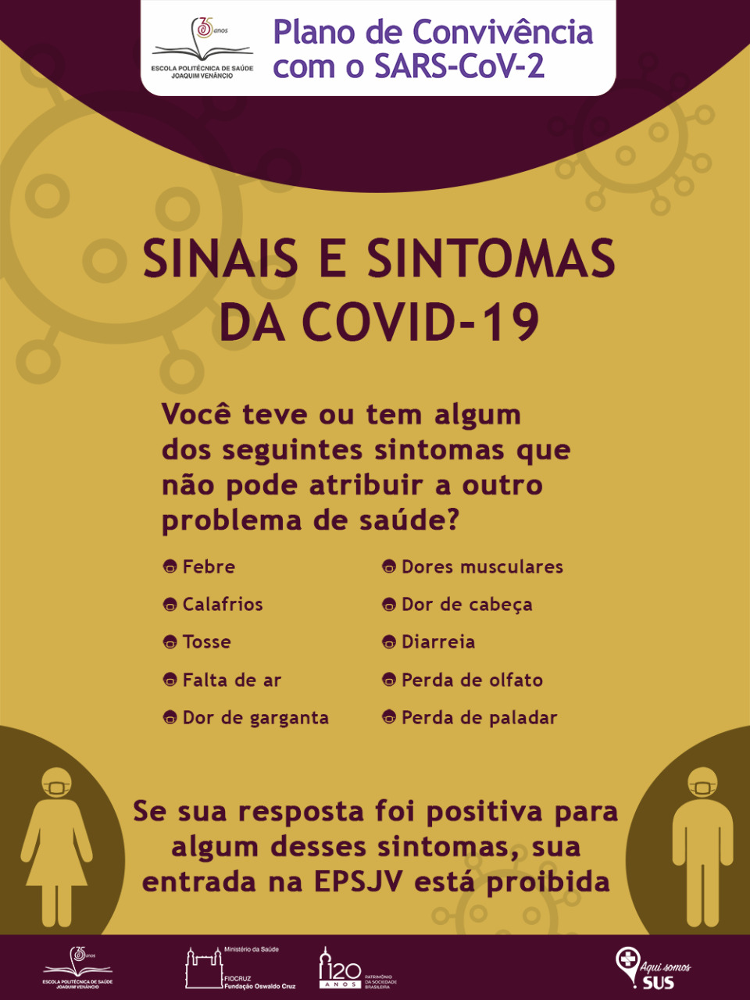 35 anos
ESCOLA POLITÉCNICA DE SAÚDE
JOAQUIM VENÂNCIO
Plano de Convivência
com o SARS-CoV-2
SINAIS E SINTOMAS
DA COVID-19
Você teve ou tem algum
dos seguintes sintomas que
não pode atribuir a outro
problema de saúde?
Febre
Calafrios
Tosse
Falta de ar
Dor de garganta
Dores musculares
Dor de cabeça
Diarreia
Perda de olfato
Perda de paladar
Se sua resposta foi positiva para
algum desses sintomas, sua
entrada na EPSJV está proibida
35 anos
ESCOLA POLITÉCNICA DE SAÚDE
JOAQUIM VENÂNCIO
Ministério da Saúde
FIOCRUZ
Fundação Oswaldo Cruz
120
ANOS
PATRIMÔNIO
DA SOCIEDADE
BRASILEIRA
Aqui somos
SUS